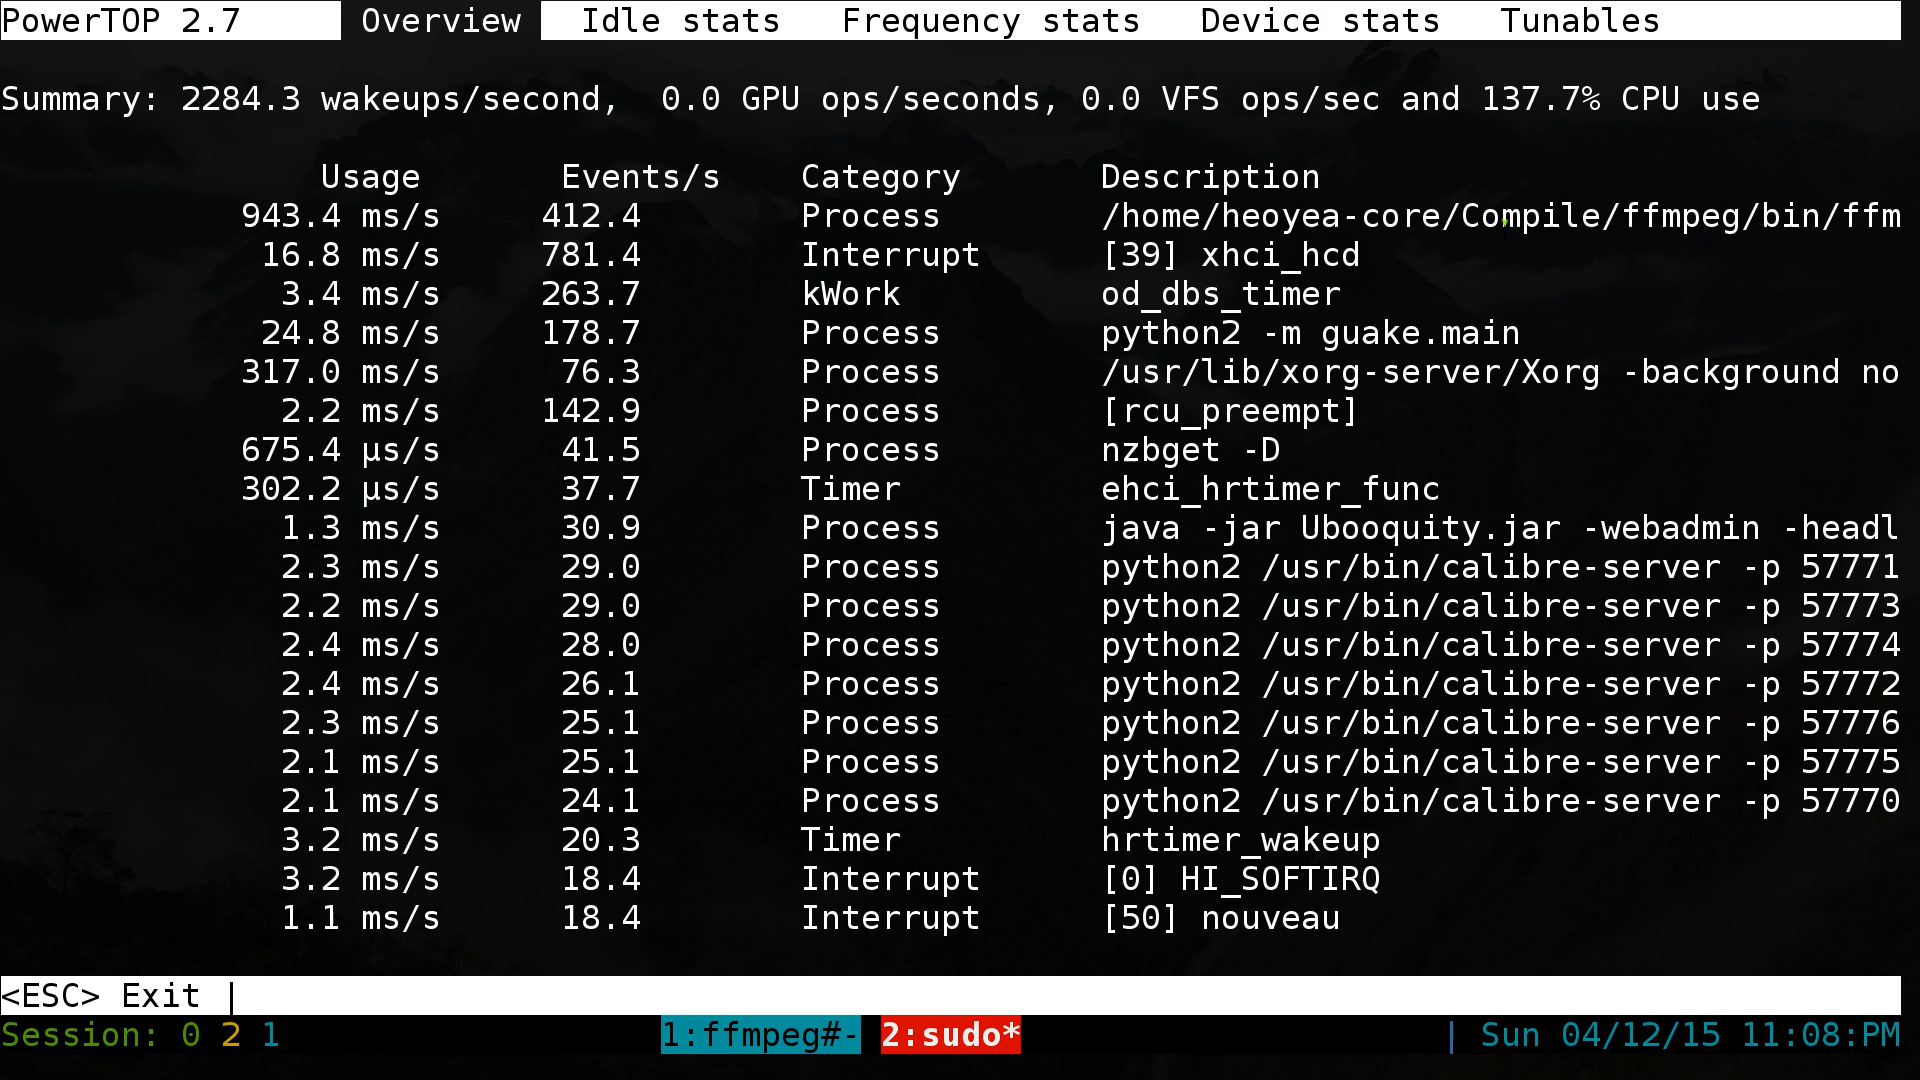 PowerTOP 2.7 Overview Idle stats Frequency stats Device stats Tunables
Summary: 2284.3 wakeups/second, 0.0 GPU ops/seconds, 0.0 VFS ops/sec and 137.7% CPU use
Usage Events/s Category Description
943.4 ms/s 412.4 Process /home/heoyea-core/Compile/ffmpeg/bin/ffm
16.8 ms/s 781.4 Interrupt [39] xhci_hcd
3.4 ms/s 263.7 kWork od_dbs_timer
24.8 ms/s 178.7 Process python2 -m guake.main
317.0 ms/s 76.3 Process /usr/lib/xorg-server/Xorg -background no
2.2 ms/s 142.9 Process [rcu_preempt]
675.4 µs/s 41.5 Process nzbget -D
302.2 µs/s 37.7 Timer ehci_hrtimer_func
1.3 ms/s 30.9 Process java -jar Ubooquity.jar -webadmin -headl
2.3 ms/s 29.0 Process python2 /usr/bin/calibre-server -p 57771
2.2 ms/s 29.0 Process python2 /usr/bin/calibre-server -p 57773
2.4 ms/s 28.0 Process python2 /usr/bin/calibre-server -p 57774
2.4 ms/s 26.1 Process python2 /usr/bin/calibre-server -p 57772
2.3 ms/s 25.1 Process python2 /usr/bin/calibre-server -p 57776
2.1 ms/s 25.1 Process python2 /usr/bin/calibre-server -p 57775
2.1 ms/s 24.1 Process python2 /usr/bin/calibre-server -p 57770
3.2 ms/s 20.3 Timer hrtimer_wakeup
3.2 ms/s 18.4 Interrupt [0] HI_SOFTIRQ
1.1 ms/s 18.4 Interrupt [50] nouveau
<ESC> Exit |
Session: 0 2 1 1:ffmpeg#- 2:sudo* | Sun 04/12/15 11:08:PM